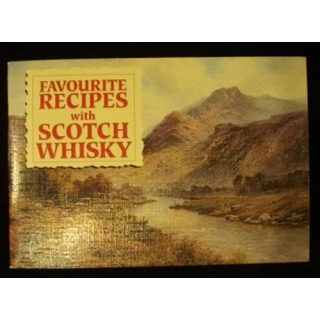 FAVOURITE
RECIPES
with
SCOTCH
WHISKY